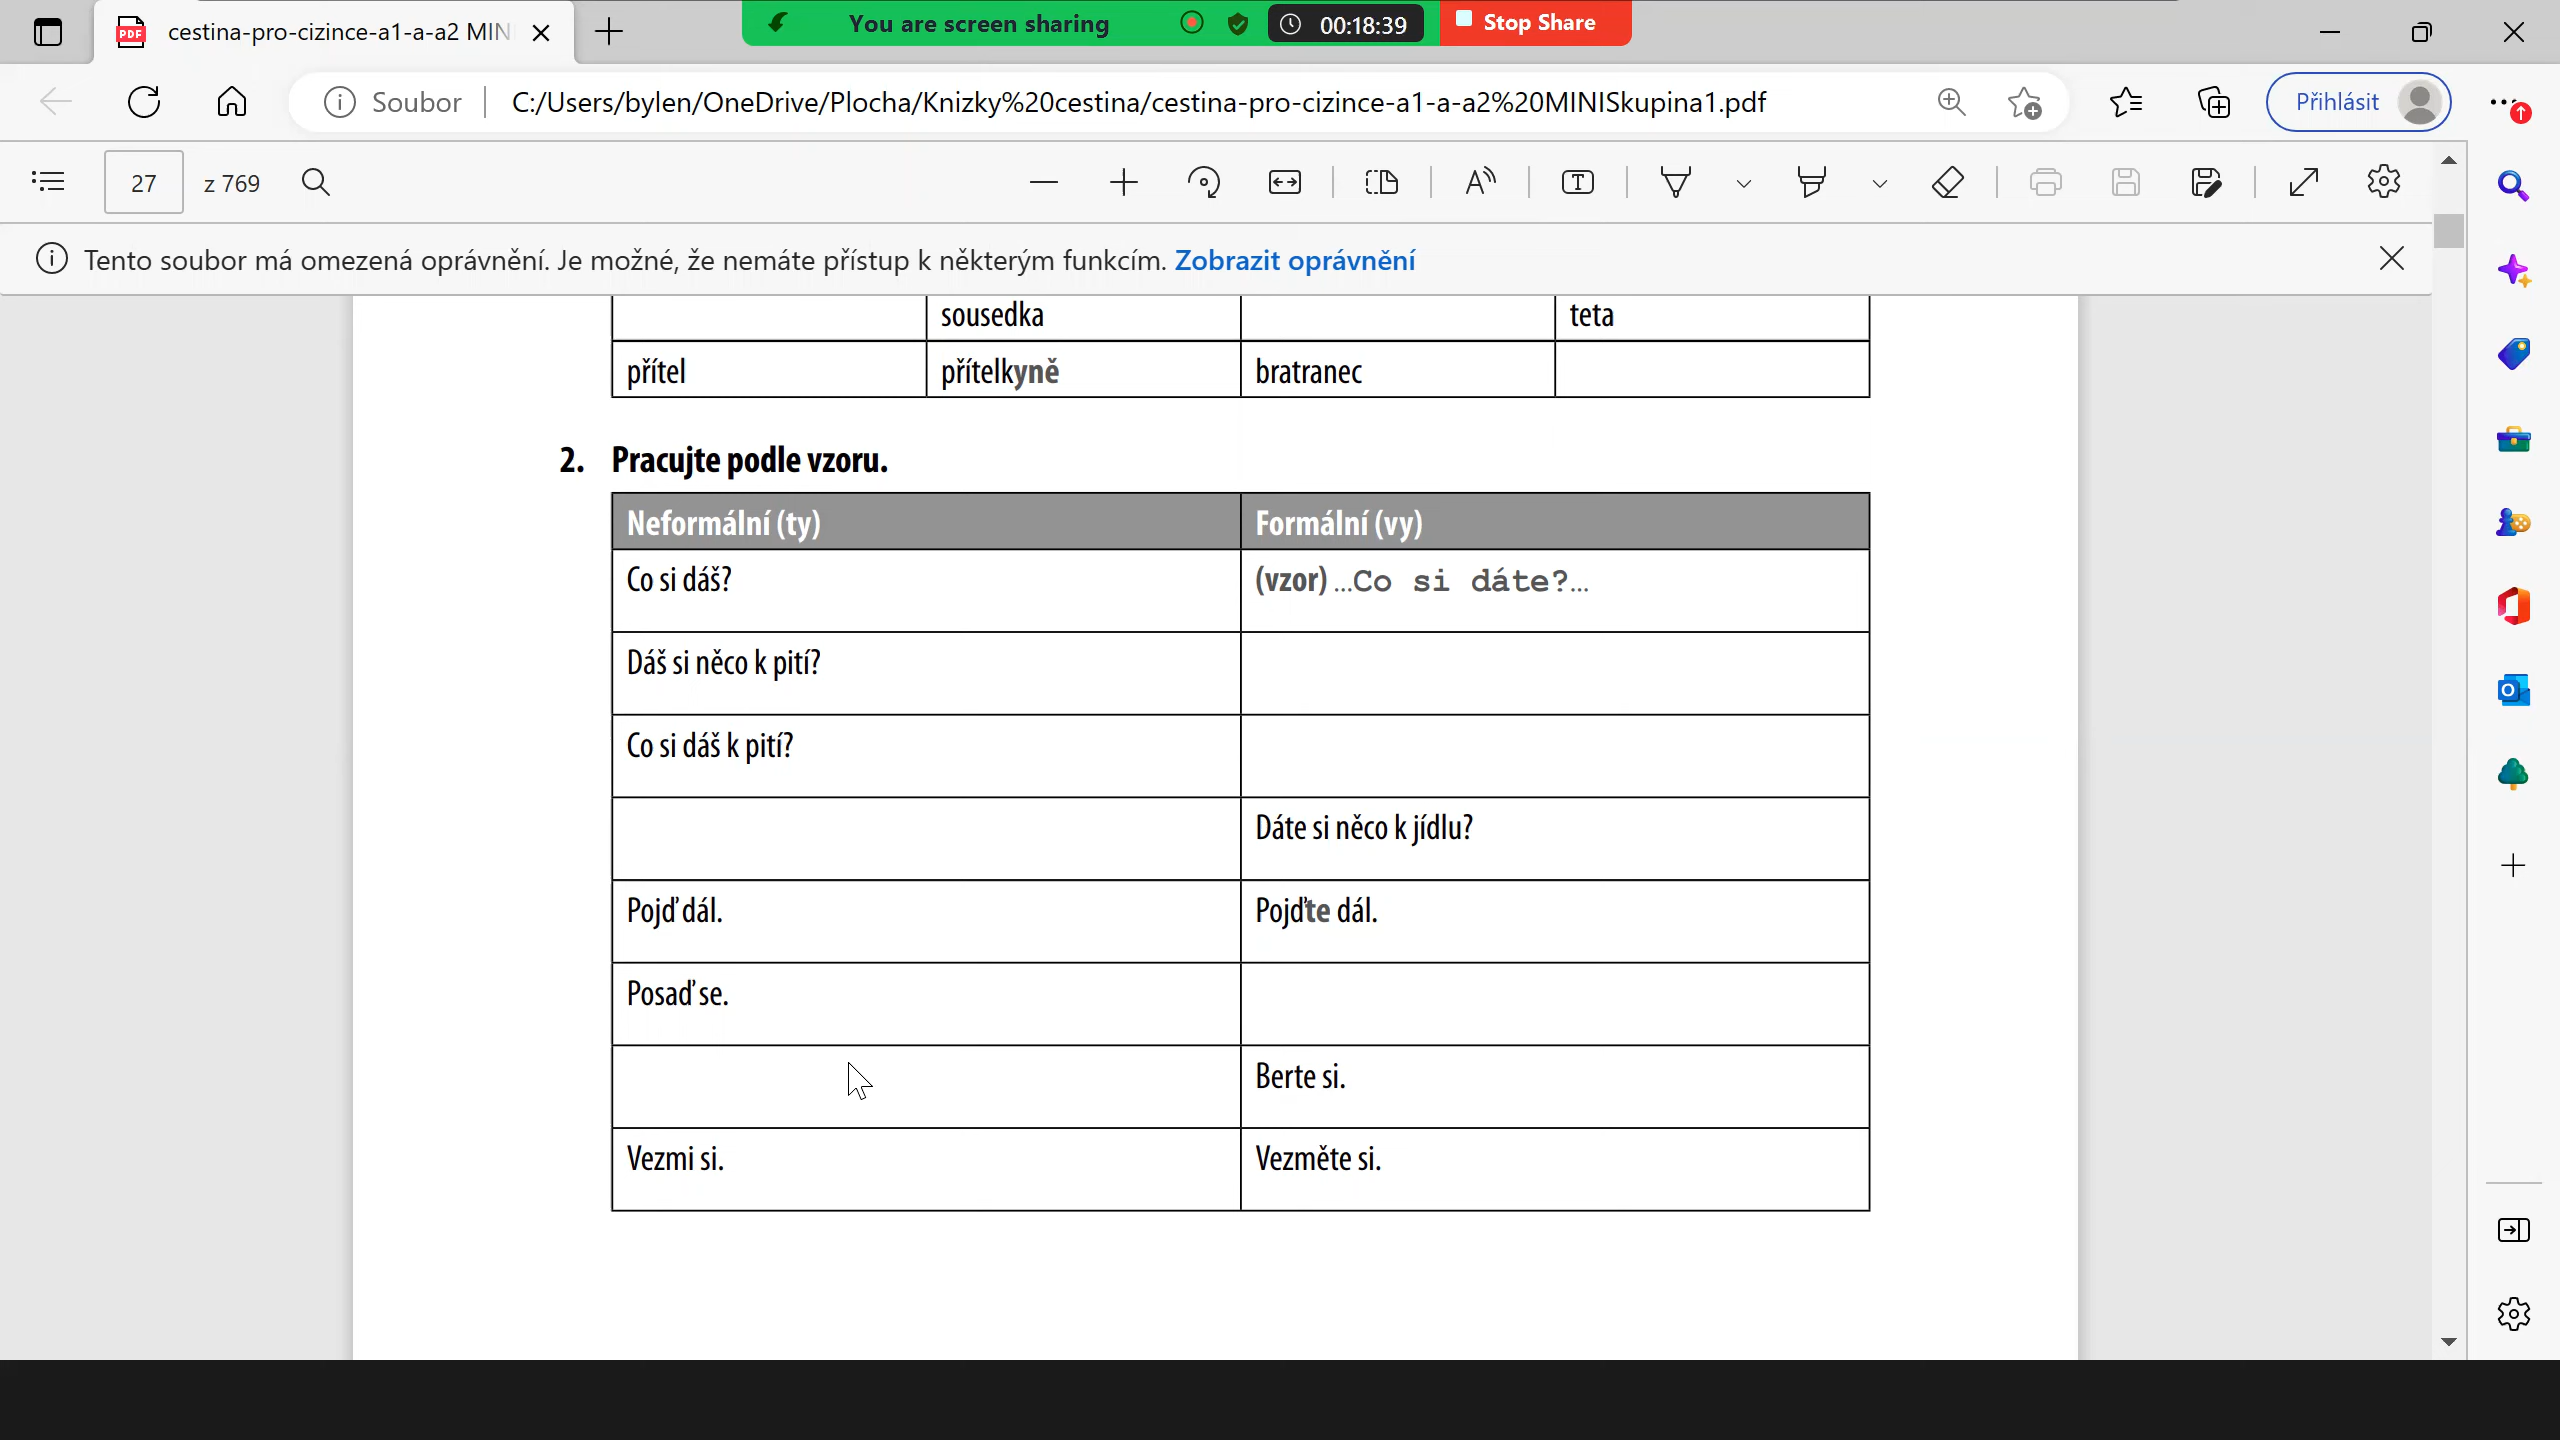 cestina-pro-cizince-a1-a-a2 MIN
You are screen sharing
00:18:39
Stop Share
Soubor
C:/Users/bylen/OneDrive/Plocha/Knizky%20cestina/cestina-pro-cizince-a1-a-a2%20MINISkupina1.pdf
Přihlásit
27 z 769
Tento soubor má omezená oprávnění. Je možné, že nemáte přístup k některým funkcím. Zobrazit oprávnění
sousedka teta
přítel přítelkyně bratranec
2. Pracujte podle vzoru.
Neformální (ty) Formální (vy)
Co si dáš? (vzor) ...Co si dáte?...
Dáš si něco k pití?
Co si dáš k pití?
Dáte si něco k jídlu?
Pojď dál. Pojďte dál.
Posaď se.
Berte si.
Vezmi si. Vezměte si.